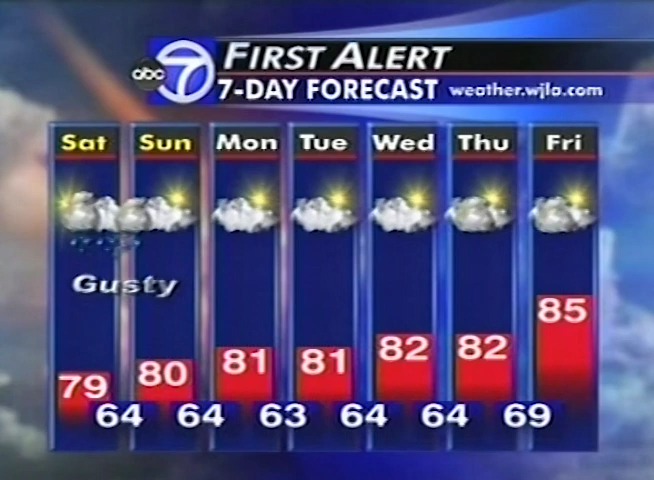 abc 7 FIRST ALERT
7-DAY FORECAST weather.wjla.com
Sat Sun Mon Tue Wed Thu Fri
Gusty
79 80 81 81 82 82 85
64 64 63 64 64 69